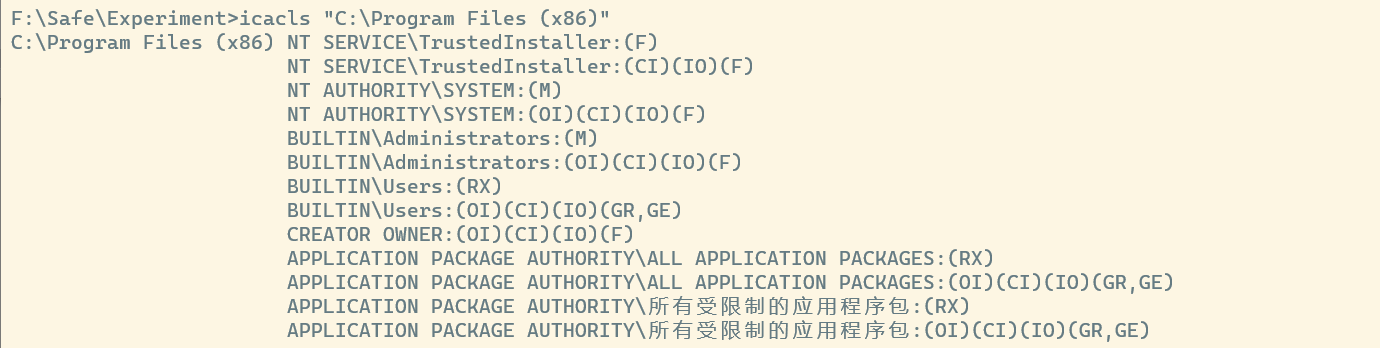 F:\Safe\Experiment>icacls "C:\Program Files (x86)"
C:\Program Files (x86) NT SERVICE\TrustedInstaller:(F)
NT SERVICE\TrustedInstaller:(CI)(IO)(F)
NT AUTHORITY\SYSTEM:(M)
NT AUTHORITY\SYSTEM:(OI)(CI)(IO)(F)
BUILTIN\Administrators:(M)
BUILTIN\Administrators:(OI)(CI)(IO)(F)
BUILTIN\Users:(RX)
BUILTIN\Users:(OI)(CI)(IO)(GR,GE)
CREATOR OWNER:(OI)(CI)(IO)(F)
APPLICATION PACKAGE AUTHORITY\ALL APPLICATION PACKAGES:(RX)
APPLICATION PACKAGE AUTHORITY\ALL APPLICATION PACKAGES:(OI)(CI)(IO)(GR,GE)
APPLICATION PACKAGE AUTHORITY\所有受限制的应用程序包:(RX)
APPLICATION PACKAGE AUTHORITY\所有受限制的应用程序包:(OI)(CI)(IO)(GR,GE)